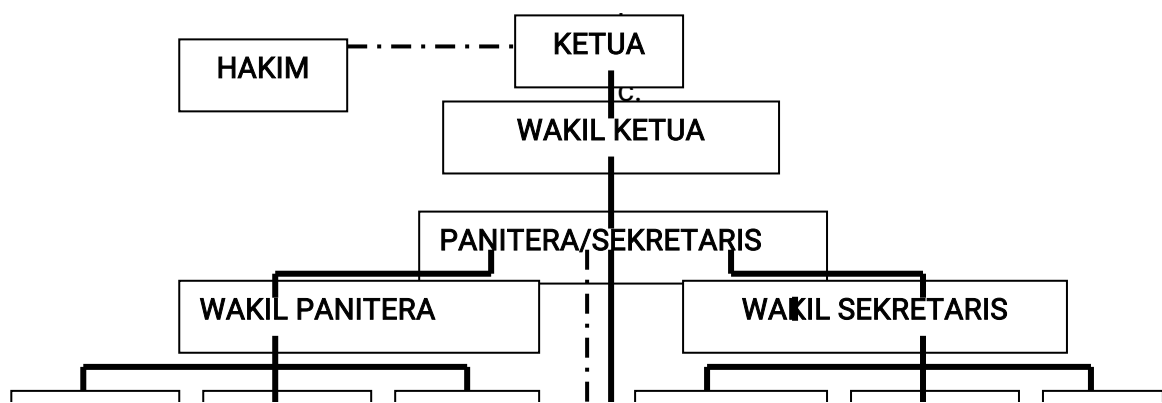 KETUA
HAKIM
c.
WAKIL KETUA
PANITERA/SEKRETARIS
WAKIL PANITERA
WAKIL SEKRETARIS